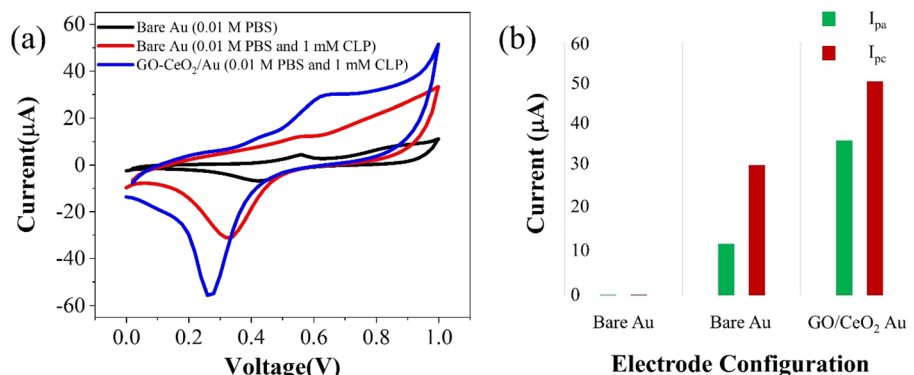 (a)
Bare Au (0.01 M PBS)
Bare Au (0.01 M PBS and 1 mM CLP)
GO-CeO₂/Au (0.01 M PBS and 1 mM CLP)
60
40
20
0
-20
-40
-60
Current(μA)
0.0 0.2 0.4 0.6 0.8 1.0
Voltage(V)
(b)
Iₚₐ
Iₚ꜀
60
50
40
30
20
10
0
Current (μA)
Bare Au Bare Au GO/CeO₂ Au
Electrode Configuration